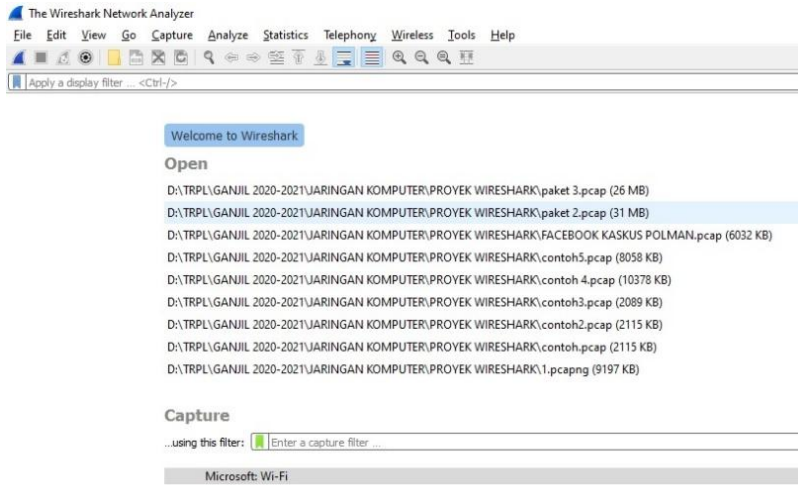 The Wireshark Network Analyzer
File Edit View Go Capture Analyze Statistics Telephony Wireless Tools Help
Apply a display filter ... <Ctrl-/>
Welcome to Wireshark
Open
D:\TRPL\GANJIL 2020-2021\JARINGAN KOMPUTER\PROYEK WIRESHARK\paket 3.pcap (26 MB)
D:\TRPL\GANJIL 2020-2021\JARINGAN KOMPUTER\PROYEK WIRESHARK\paket 2.pcap (31 MB)
D:\TRPL\GANJIL 2020-2021\JARINGAN KOMPUTER\PROYEK WIRESHARK\FACEBOOK KASKUS POLMAN.pcap (6032 KB)
D:\TRPL\GANJIL 2020-2021\JARINGAN KOMPUTER\PROYEK WIRESHARK\contoh5.pcap (8058 KB)
D:\TRPL\GANJIL 2020-2021\JARINGAN KOMPUTER\PROYEK WIRESHARK\contoh 4.pcap (10378 KB)
D:\TRPL\GANJIL 2020-2021\JARINGAN KOMPUTER\PROYEK WIRESHARK\contoh3.pcap (2089 KB)
D:\TRPL\GANJIL 2020-2021\JARINGAN KOMPUTER\PROYEK WIRESHARK\contoh2.pcap (2115 KB)
D:\TRPL\GANJIL 2020-2021\JARINGAN KOMPUTER\PROYEK WIRESHARK\contoh.pcap (2115 KB)
D:\TRPL\GANJIL 2020-2021\JARINGAN KOMPUTER\PROYEK WIRESHARK\1.pcapng (9197 KB)
Capture
...using this filter: Enter a capture filter ...
Microsoft: Wi-Fi